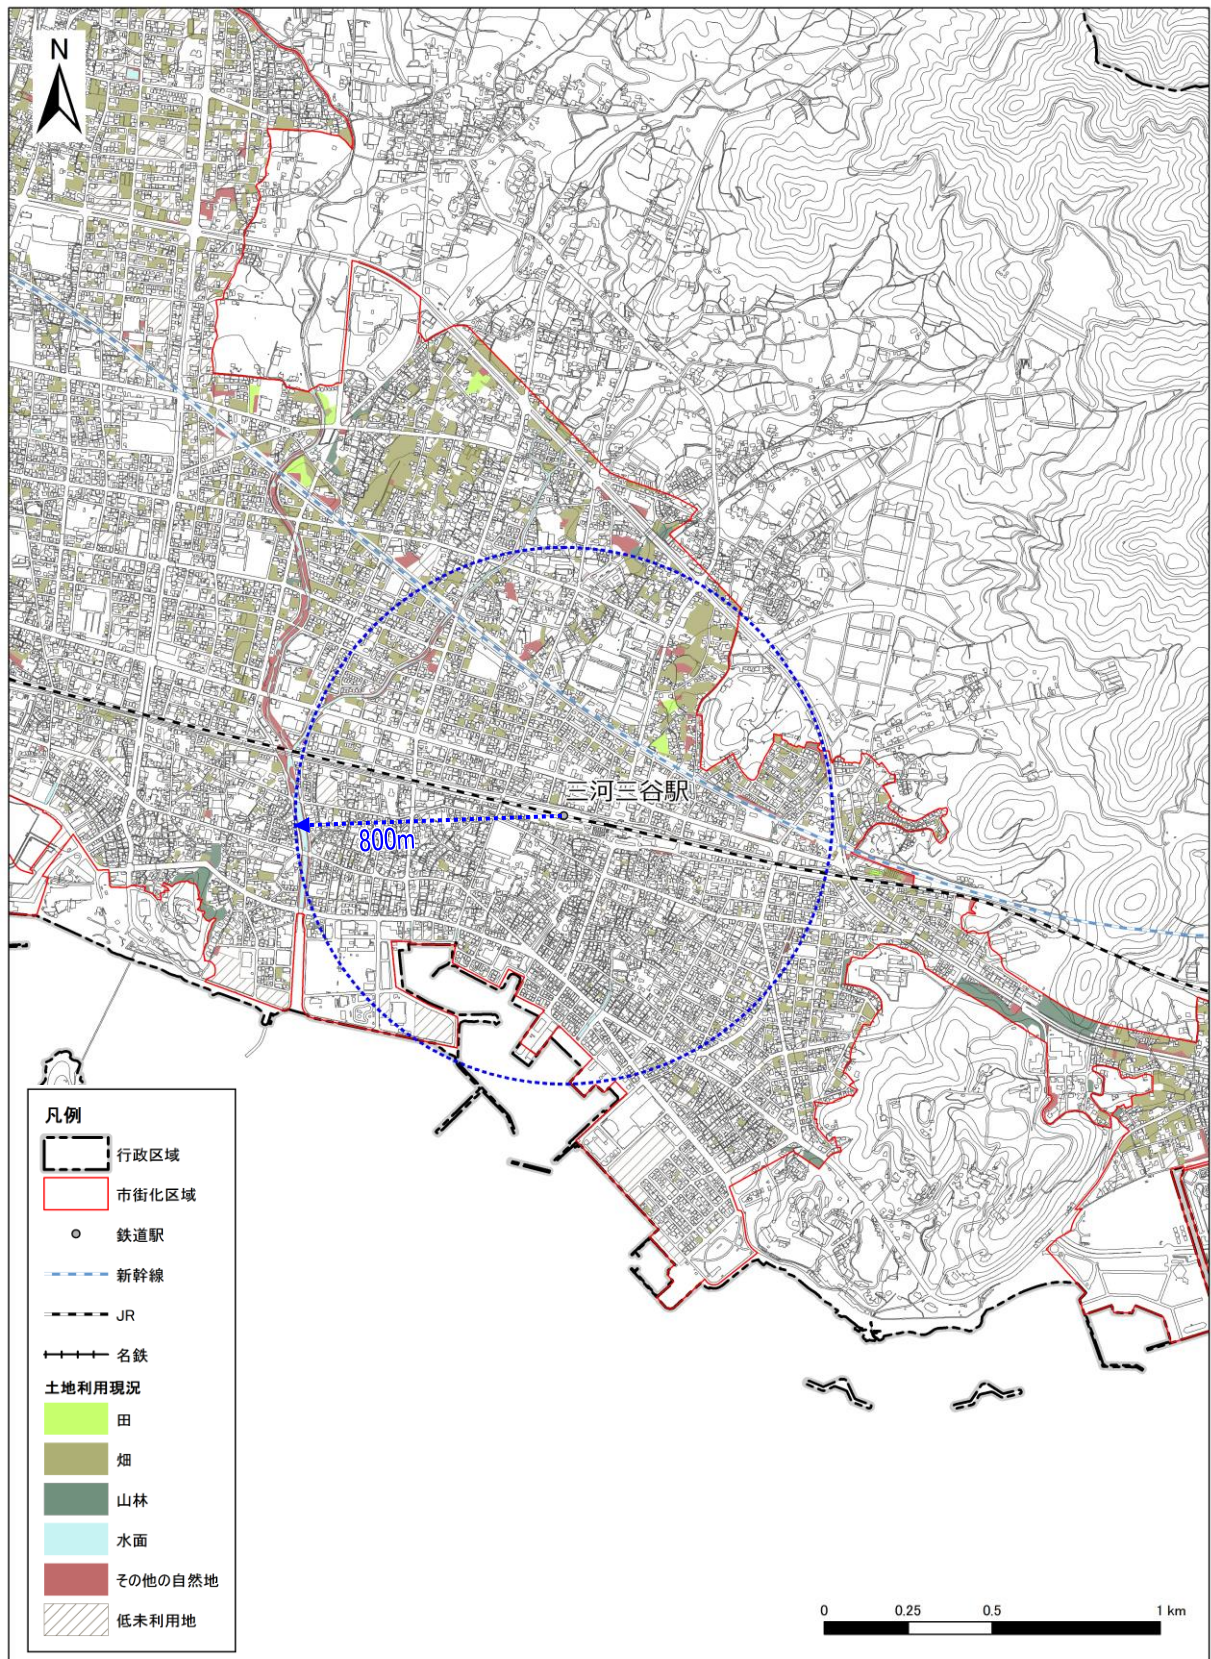 N
三河三谷駅
800m
凡例
行政区域
市街化区域
鉄道駅
新幹線
JR
名鉄
土地利用現況
田
畑
山林
水面
その他の自然地
低未利用地
0 0.25 0.5 1 km